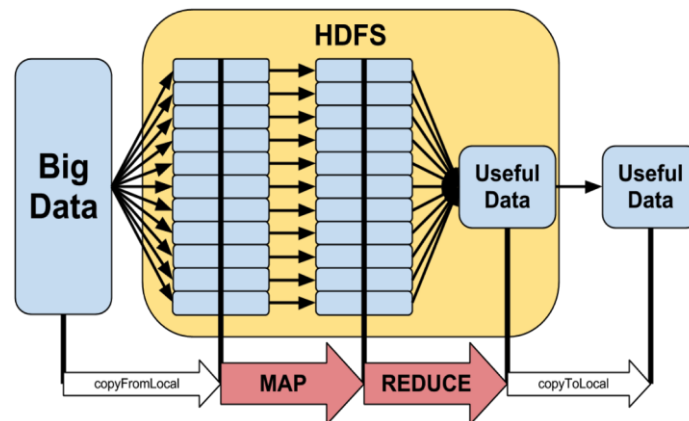 HDFS
Big
Data
Useful
Data
Useful
Data
copyFromLocal
MAP
REDUCE
copyToLocal